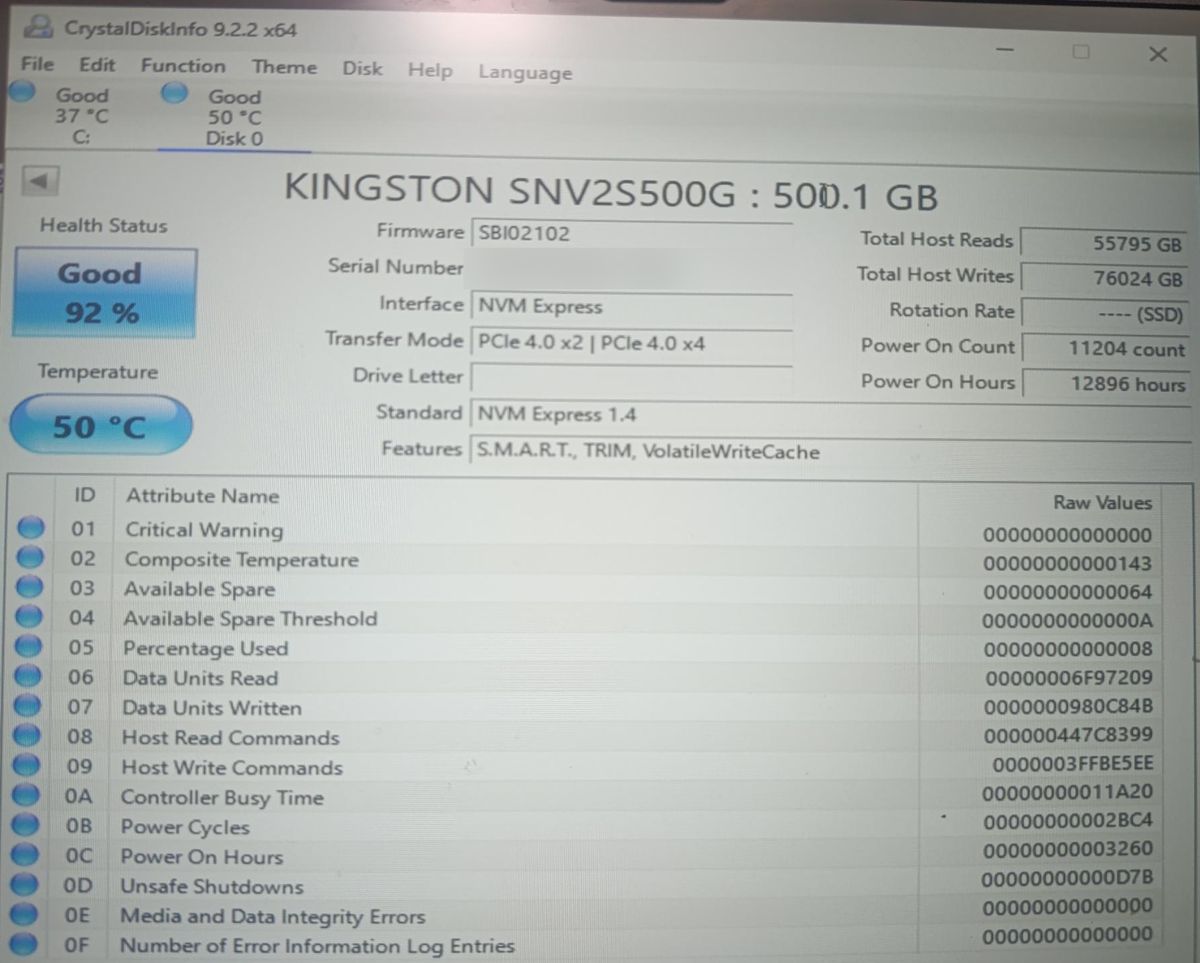 CrystalDiskInfo 9.2.2 x64
File Edit Function Theme Disk Help Language
Good Good
37 °C 50 °C
C: Disk 0
KINGSTON SNV2S500G : 500.1 GB
Health Status
Good
92 %
Temperature
50 °C
Firmware SBI02102
Serial Number
Interface NVM Express
Transfer Mode PCIe 4.0 x2 | PCIe 4.0 x4
Drive Letter
Standard NVM Express 1.4
Features S.M.A.R.T., TRIM, VolatileWriteCache
Total Host Reads 55795 GB
Total Host Writes 76024 GB
Rotation Rate ---- (SSD)
Power On Count 11204 count
Power On Hours 12896 hours
ID Attribute Name Raw Values
01 Critical Warning 00000000000000
02 Composite Temperature 00000000000143
03 Available Spare 00000000000064
04 Available Spare Threshold 0000000000000A
05 Percentage Used 00000000000008
06 Data Units Read 00000006F97209
07 Data Units Written 0000000980C84B
08 Host Read Commands 000000447C8399
09 Host Write Commands 0000003FFBE5EE
0A Controller Busy Time 00000000011A20
0B Power Cycles 00000000002BC4
0C Power On Hours 00000000003260
0D Unsafe Shutdowns 00000000000D7B
0E Media and Data Integrity Errors 00000000000000
0F Number of Error Information Log Entries 00000000000000